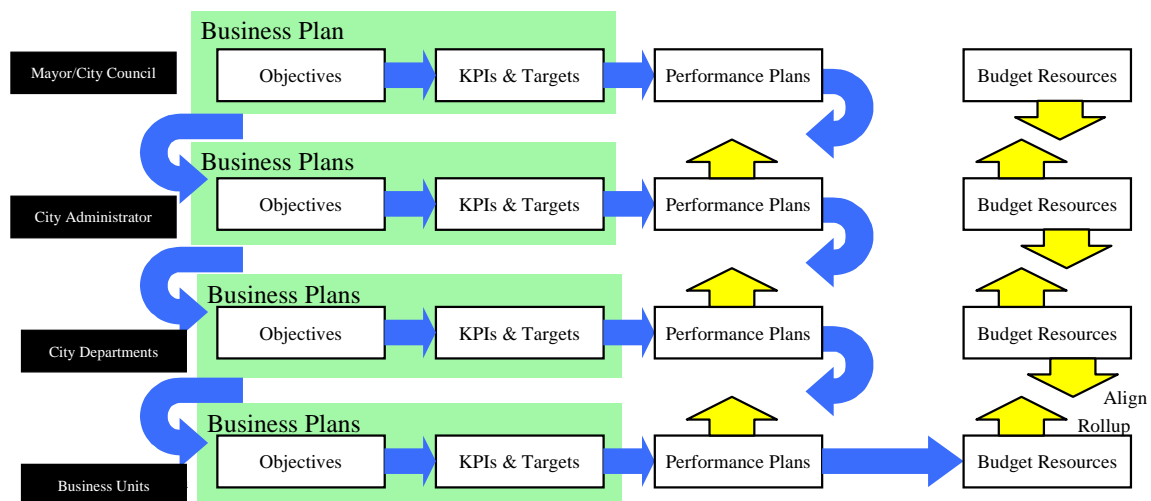 Business Plan
Mayor/City Council
Objectives
KPIs & Targets
Performance Plans
Budget Resources
Business Plans
City Administrator
Objectives
KPIs & Targets
Performance Plans
Budget Resources
Business Plans
City Departments
Objectives
KPIs & Targets
Performance Plans
Budget Resources
Align
Business Plans
Rollup
Business Units
Objectives
KPIs & Targets
Performance Plans
Budget Resources